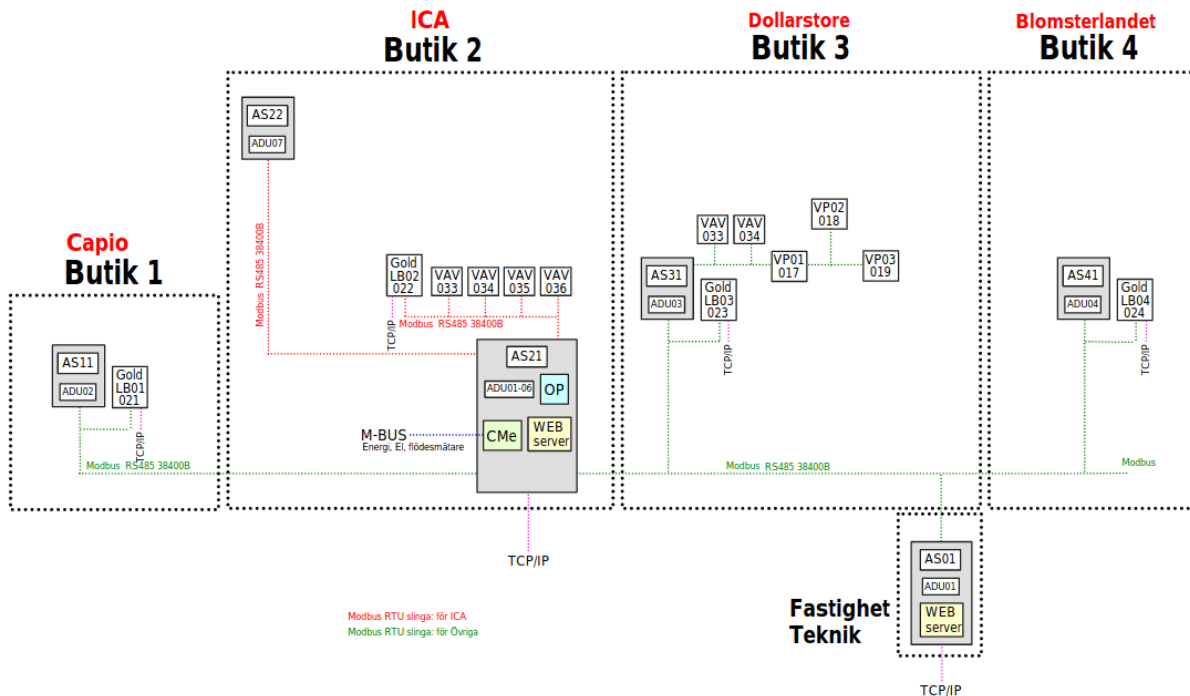 ICA
Butik 2
Dollarstore
Butik 3
Blomsterlandet
Butik 4
Capio
Butik 1
AS22
ADU07
Modbus RS485 38400B
Gold
LB02
022
VAV
033
VAV
034
VAV
035
VAV
036
TCP/IP
Modbus RS485 38400B
AS21
ADU01-06
OP
CMe
WEB
server
M-BUS
Energi, El, flödesmätare
TCP/IP
AS11
ADU02
Gold
LB01
021
TCP/IP
Modbus RS485 38400B
VAV
033
VAV
034
VP01
017
VP02
018
VP03
019
AS31
ADU03
Gold
LB03
023
TCP/IP
Modbus RS485 38400B
AS41
ADU04
Gold
LB04
024
TCP/IP
Modbus
Fastighet
Teknik
AS01
ADU01
WEB
server
TCP/IP
Modbus RTU slinga: för ICA
Modbus RTU slinga: för Övriga